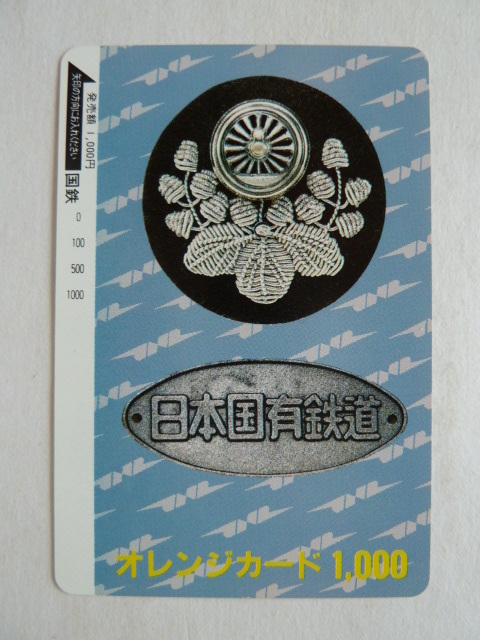 矢印の方向にお入れください
発売額 1,000円
国鉄
0
100
500
1000
日本国有鉄道
オレンジカード 1,000